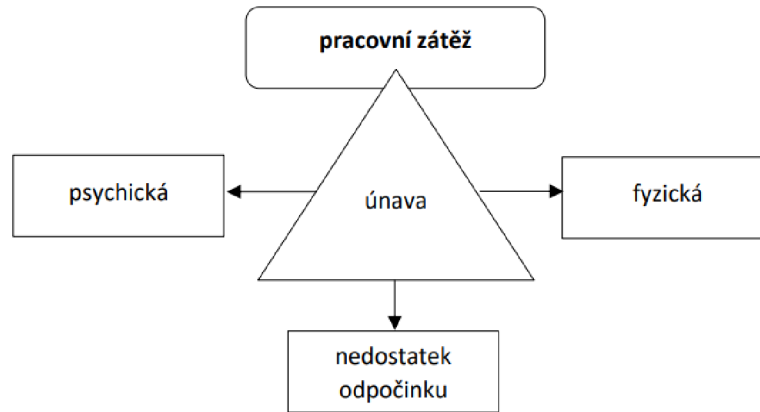 pracovní zátěž
psychická
únava
fyzická
nedostatek
odpočinku